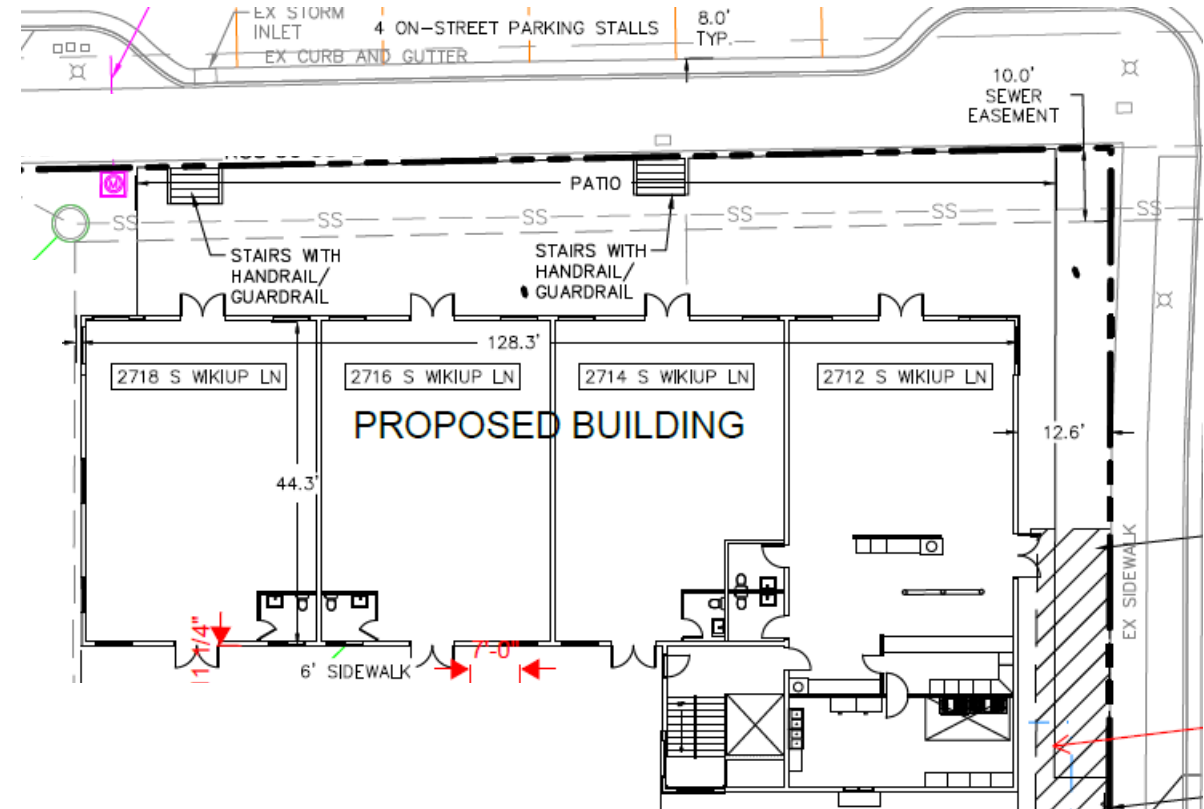 EX STORM
INLET
4 ON-STREET PARKING STALLS
8.0'
TYP.
EX CURB AND GUTTER
10.0'
SEWER
EASEMENT
M
PATIO
SS SS SS SS SS SS
STAIRS WITH
HANDRAIL/
GUARDRAIL
STAIRS WITH
HANDRAIL/
GUARDRAIL
128.3'
2718 S WIKIUP LN
2716 S WIKIUP LN
2714 S WIKIUP LN
2712 S WIKIUP LN
PROPOSED BUILDING
12.6'
44.3'
EX SIDEWALK
1 1/4"
7'-0"
6' SIDEWALK